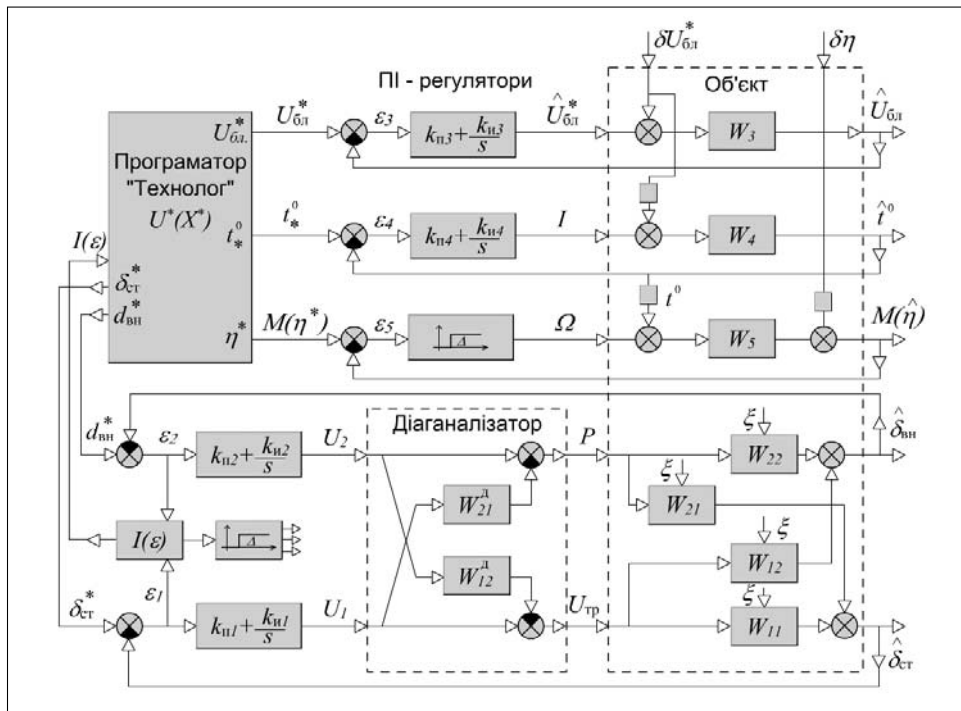 δU*бл
δη
ПІ - регулятори
Об'єкт
U*бл.
Програматор
"Технолог"
U*(X*)
t⁰*
η*
U*бл
ε3
kп3+kи3/s
Û*бл
W3
Ûбл
t⁰*
ε4
kп4+kи4/s
I
W4
t̂⁰
I(ε)
δ*ст
d*вн
M(η*)
ε5
Δ
Ω
t⁰
W5
M(η̂)
Діаганалізатор
d*вн
ε2
kп2+kи2/s
U2
P
ξ
W22
δ̂вн
Wд21
ξ
W21
I(ε)
Δ
Wд12
ξ
W12
δ*ст
ε1
kп1+kи1/s
U1
Uтр
ξ
W11
δ̂ст